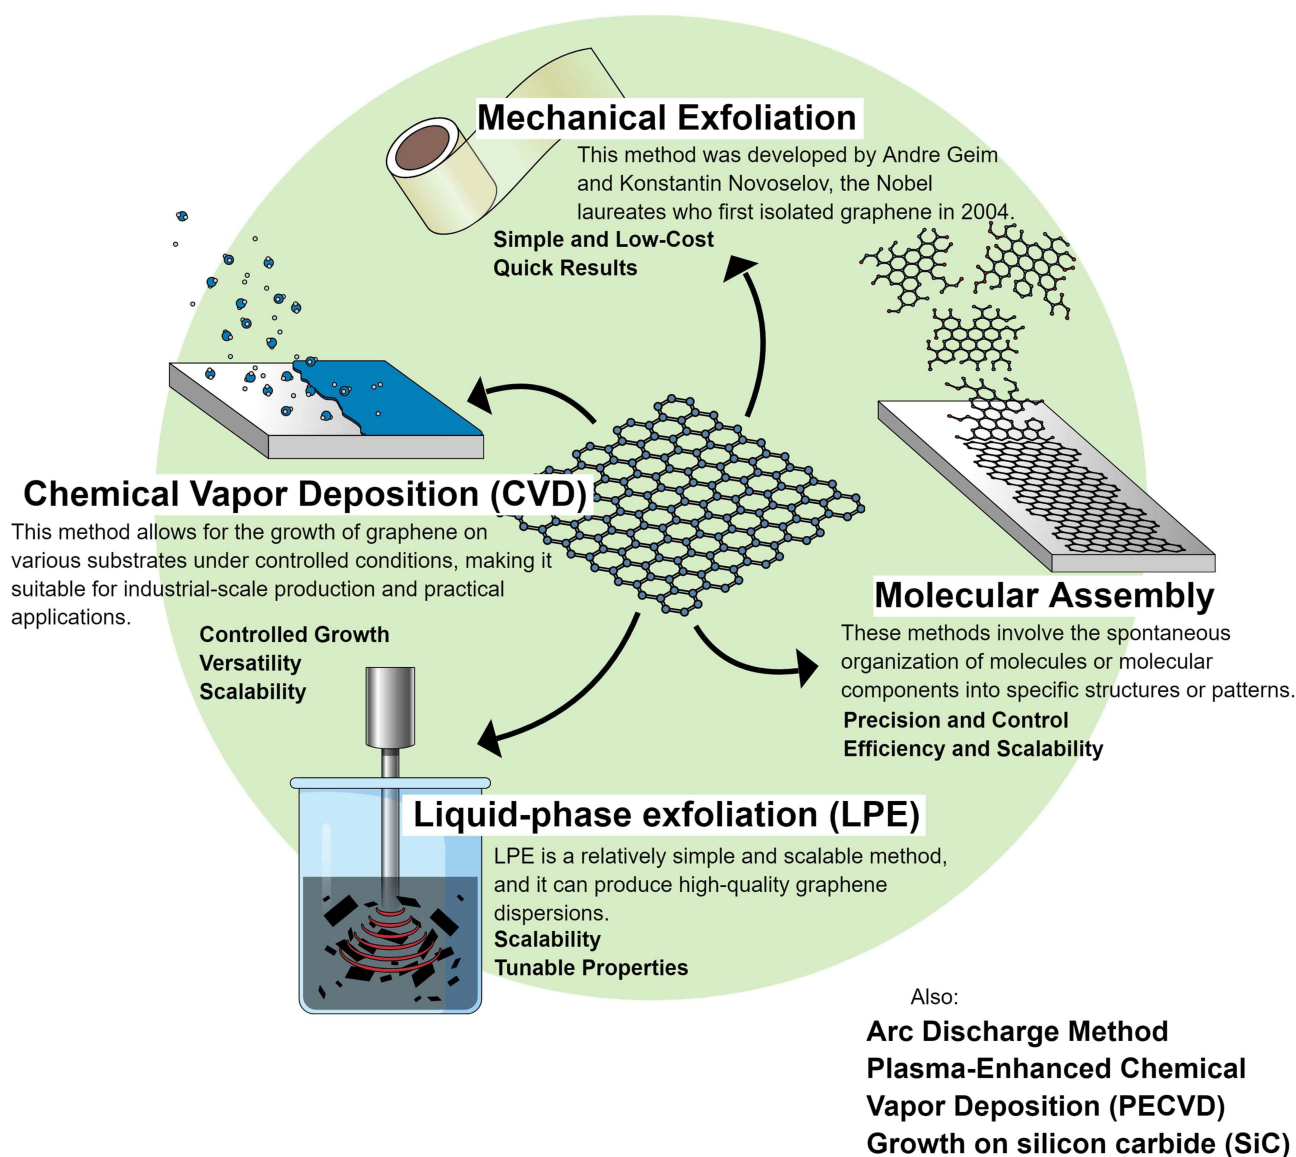 Mechanical Exfoliation
This method was developed by Andre Geim
and Konstantin Novoselov, the Nobel
laureates who first isolated graphene in 2004.
Simple and Low-Cost
Quick Results
Chemical Vapor Deposition (CVD)
This method allows for the growth of graphene on
various substrates under controlled conditions, making it
suitable for industrial-scale production and practical
applications.
Controlled Growth
Versatility
Scalability
Molecular Assembly
These methods involve the spontaneous
organization of molecules or molecular
components into specific structures or patterns.
Precision and Control
Efficiency and Scalability
Liquid-phase exfoliation (LPE)
LPE is a relatively simple and scalable method,
and it can produce high-quality graphene
dispersions.
Scalability
Tunable Properties
Also:
Arc Discharge Method
Plasma-Enhanced Chemical
Vapor Deposition (PECVD)
Growth on silicon carbide (SiC)